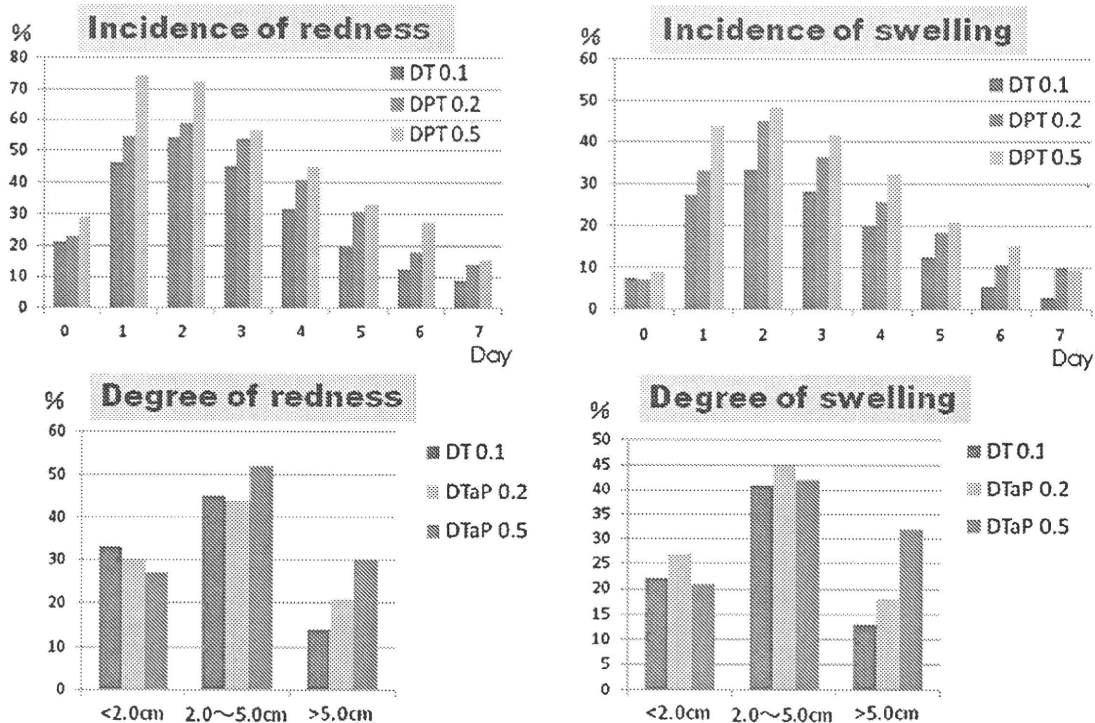 Incidence of redness
%
80
70
60
50
40
30
20
10
0
DT 0.1
DPT 0.2
DPT 0.5
0 1 2 3 4 5 6 7
Day
Incidence of swelling
%
60
50
40
30
20
10
0
DT 0.1
DPT 0.2
DPT 0.5
0 1 2 3 4 5 6 7
Day
Degree of redness
%
60
50
40
30
20
10
0
DT 0.1
DTaP 0.2
DTaP 0.5
<2.0cm 2.0～5.0cm >5.0cm
Degree of swelling
%
50
45
40
35
30
25
20
15
10
5
0
DT 0.1
DTaP 0.2
DTaP 0.5
<2.0cm 2.0～5.0cm >5.0cm